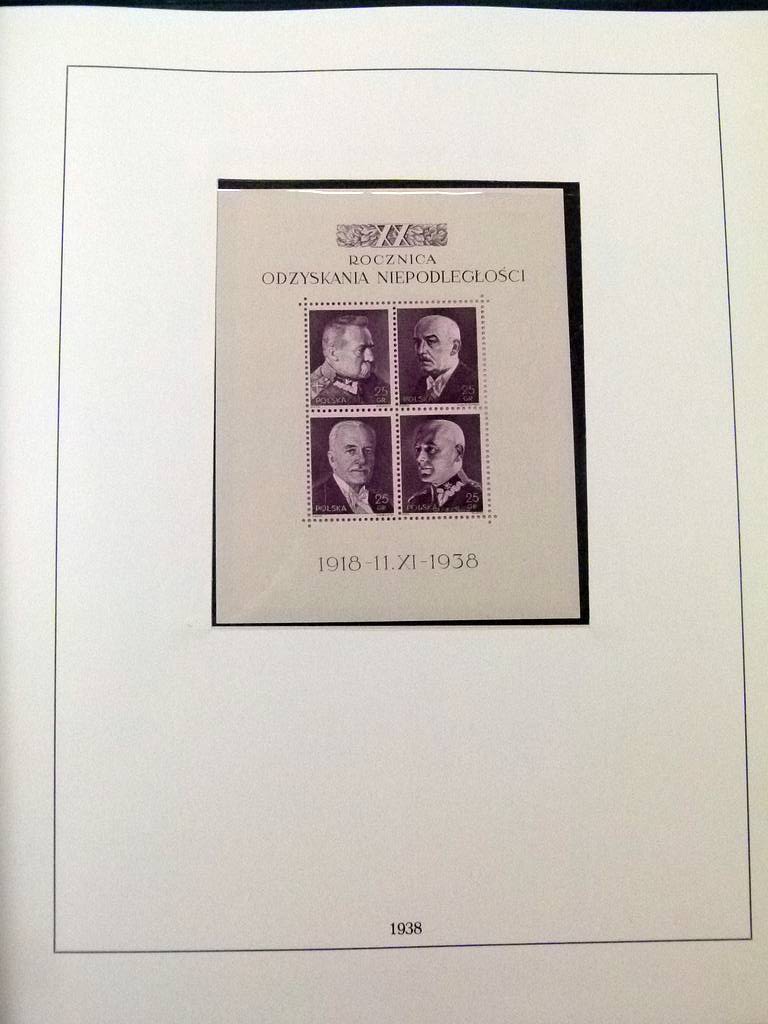 XX
ROCZNICA
ODZYSKANIA NIEPODLEGŁOŚCI
POLSKA 25 GR
POLSKA 25 GR
POLSKA 25 GR
POLSKA 25 GR
1918-11.XI-1938
1938